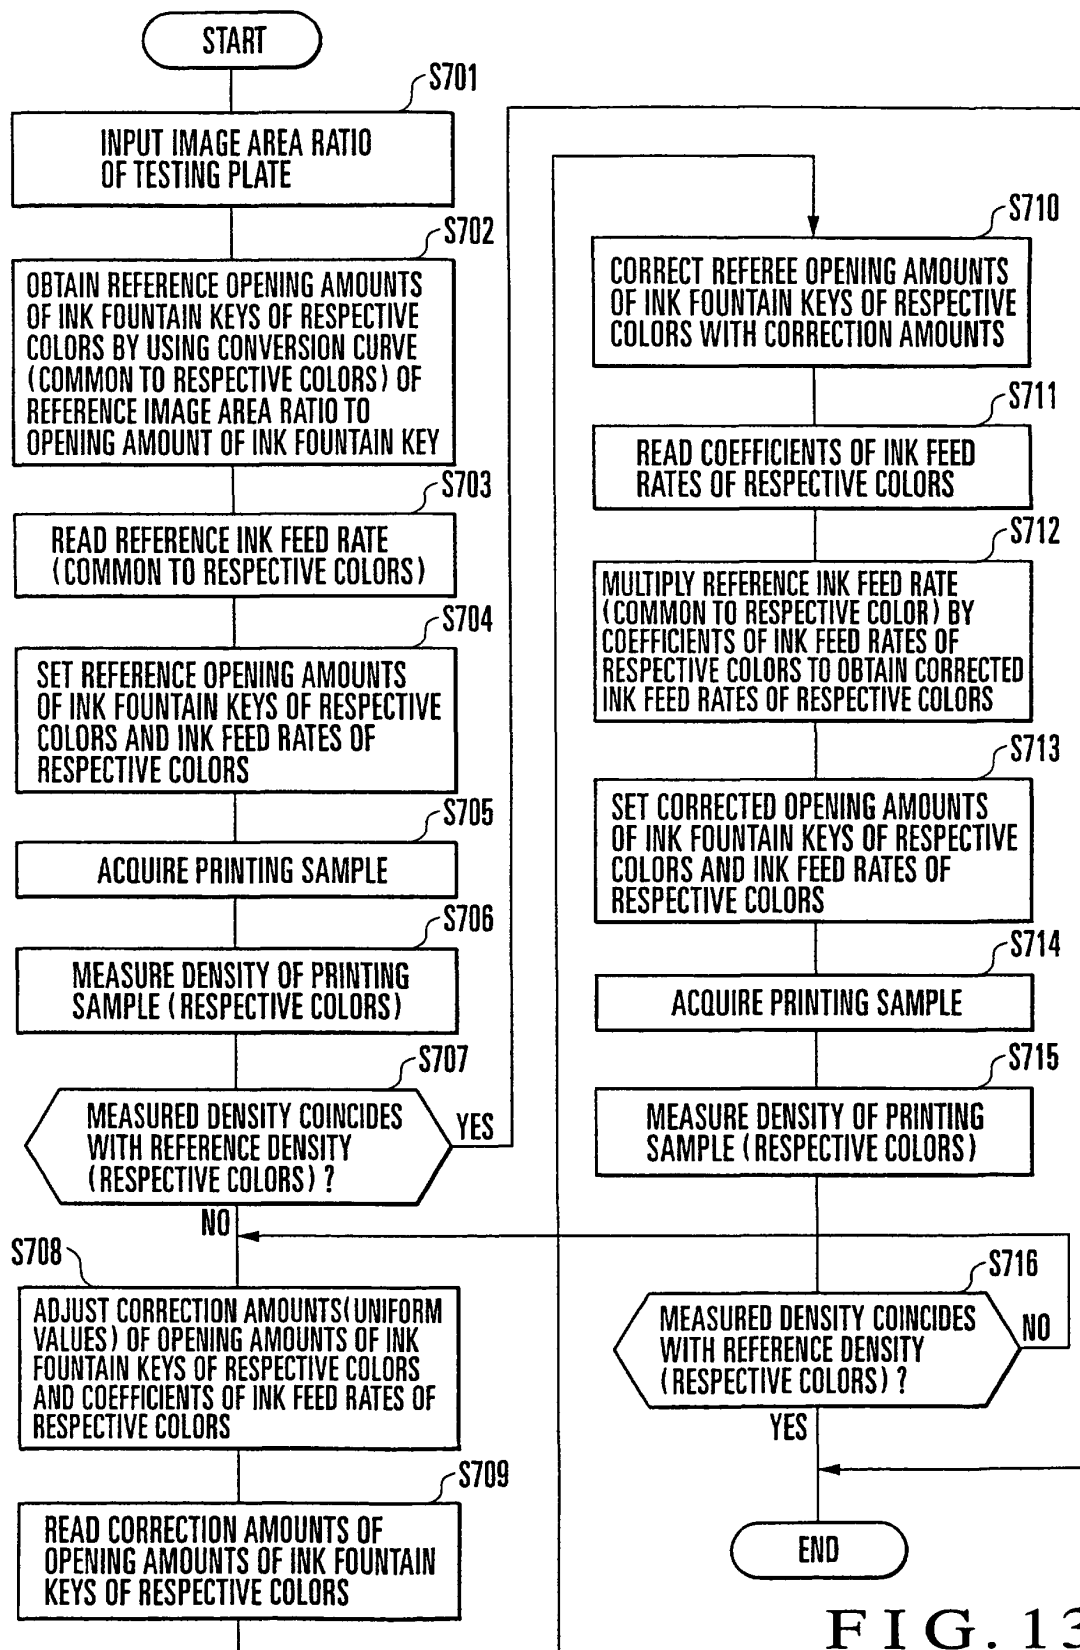 START
S701
INPUT IMAGE AREA RATIO
OF TESTING PLATE
S702
OBTAIN REFERENCE OPENING AMOUNTS
OF INK FOUNTAIN KEYS OF RESPECTIVE
COLORS BY USING CONVERSION CURVE
(COMMON TO RESPECTIVE COLORS) OF
REFERENCE IMAGE AREA RATIO TO
OPENING AMOUNT OF INK FOUNTAIN KEY
S703
READ REFERENCE INK FEED RATE
(COMMON TO RESPECTIVE COLORS)
S704
SET REFERENCE OPENING AMOUNTS
OF INK FOUNTAIN KEYS OF RESPECTIVE
COLORS AND INK FEED RATES OF
RESPECTIVE COLORS
S705
ACQUIRE PRINTING SAMPLE
S706
MEASURE DENSITY OF PRINTING
SAMPLE (RESPECTIVE COLORS)
S707
MEASURED DENSITY COINCIDES
WITH REFERENCE DENSITY
(RESPECTIVE COLORS) ?
YES
NO
S708
ADJUST CORRECTION AMOUNTS (UNIFORM
VALUES) OF OPENING AMOUNTS OF INK
FOUNTAIN KEYS OF RESPECTIVE COLORS
AND COEFFICIENTS OF INK FEED RATES OF
RESPECTIVE COLORS
S709
READ CORRECTION AMOUNTS OF
OPENING AMOUNTS OF INK FOUNTAIN
KEYS OF RESPECTIVE COLORS
S710
CORRECT REFEREE OPENING AMOUNTS
OF INK FOUNTAIN KEYS OF RESPECTIVE
COLORS WITH CORRECTION AMOUNTS
S711
READ COEFFICIENTS OF INK FEED
RATES OF RESPECTIVE COLORS
S712
MULTIPLY REFERENCE INK FEED RATE
(COMMON TO RESPECTIVE COLOR) BY
COEFFICIENTS OF INK FEED RATES OF
RESPECTIVE COLORS TO OBTAIN CORRECTED
INK FEED RATES OF RESPECTIVE COLORS
S713
SET CORRECTED OPENING AMOUNTS
OF INK FOUNTAIN KEYS OF RESPECTIVE
COLORS AND INK FEED RATES OF
RESPECTIVE COLORS
S714
ACQUIRE PRINTING SAMPLE
S715
MEASURE DENSITY OF PRINTING
SAMPLE (RESPECTIVE COLORS)
S716
MEASURED DENSITY COINCIDES
WITH REFERENCE DENSITY
(RESPECTIVE COLORS) ?
NO
YES
END
FIG. 13